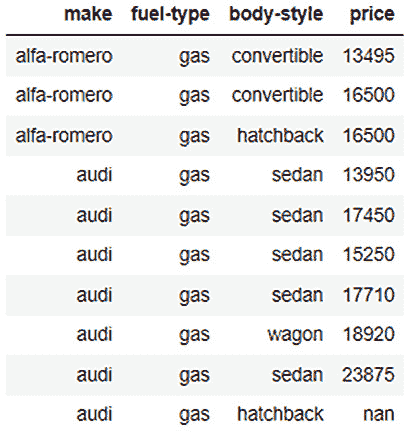 make fuel-type body-style price
alfa-romero gas convertible 13495
alfa-romero gas convertible 16500
alfa-romero gas hatchback 16500
audi gas sedan 13950
audi gas sedan 17450
audi gas sedan 15250
audi gas sedan 17710
audi gas wagon 18920
audi gas sedan 23875
audi gas hatchback nan